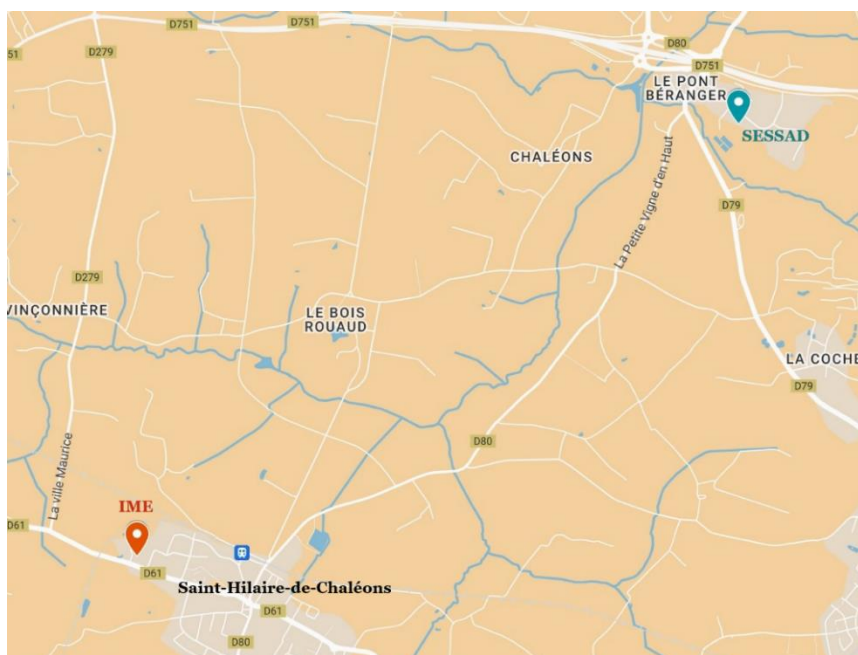 D751
D751
D279
D80
D751
LE PONT
BÉRANGER
SESSAD
CHALÉONS
La Petite Vigne d'en Haut
D79
D279
VINÇONNIÈRE
LE BOIS
ROUAUD
LA COCHE
D79
D80
La ville Maurice
IME
D61
D61
Saint-Hilaire-de-Chaléons
D61
D80